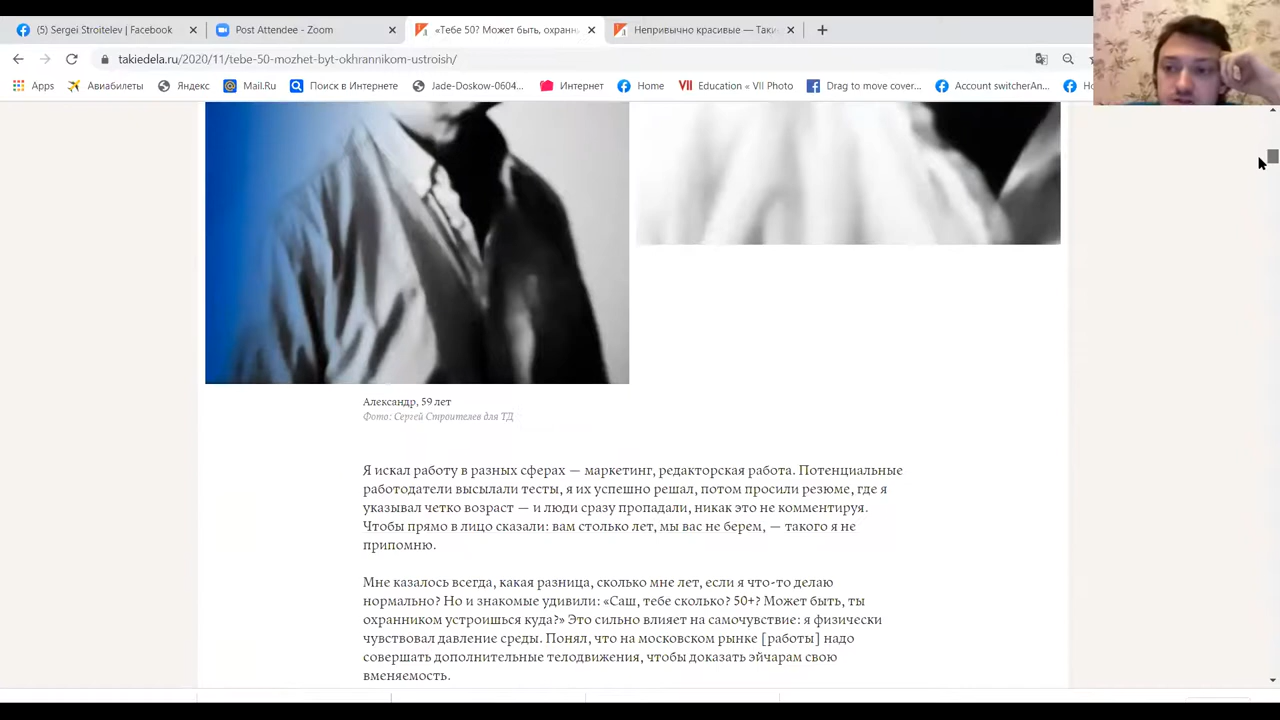 (5) Sergei Stroitelev | Facebook
Post Attendee - Zoom
«Тебе 50? Может быть, охранн
Непривычно красивые — Таки
takiedela.ru/2020/11/tebe-50-mozhet-byt-okhrannikom-ustroish/
Apps
Авиабилеты
Яндекс
Mail.Ru
Поиск в Интернете
Jade-Doskow-0604...
Интернет
Home
VII Education « VII Photo
Drag to move cover...
Account switcherAn...
Александр, 59 лет
Фото: Сергей Строителев для ТД
Я искал работу в разных сферах — маркетинг, редакторская работа. Потенциальные
работодатели высылали тесты, я их успешно решал, потом просили резюме, где я
указывал четко возраст — и люди сразу пропадали, никак это не комментируя.
Чтобы прямо в лицо сказали: вам столько лет, мы вас не берем, — такого я не
припомню.
Мне казалось всегда, какая разница, сколько мне лет, если я что-то делаю
нормально? Но и знакомые удивили: «Саш, тебе сколько? 50+? Может быть, ты
охранником устроишься куда?» Это сильно влияет на самочувствие: я физически
чувствовал давление среды. Понял, что на московском рынке [работы] надо
совершать дополнительные телодвижения, чтобы доказать эйчарам свою
вменяемость.